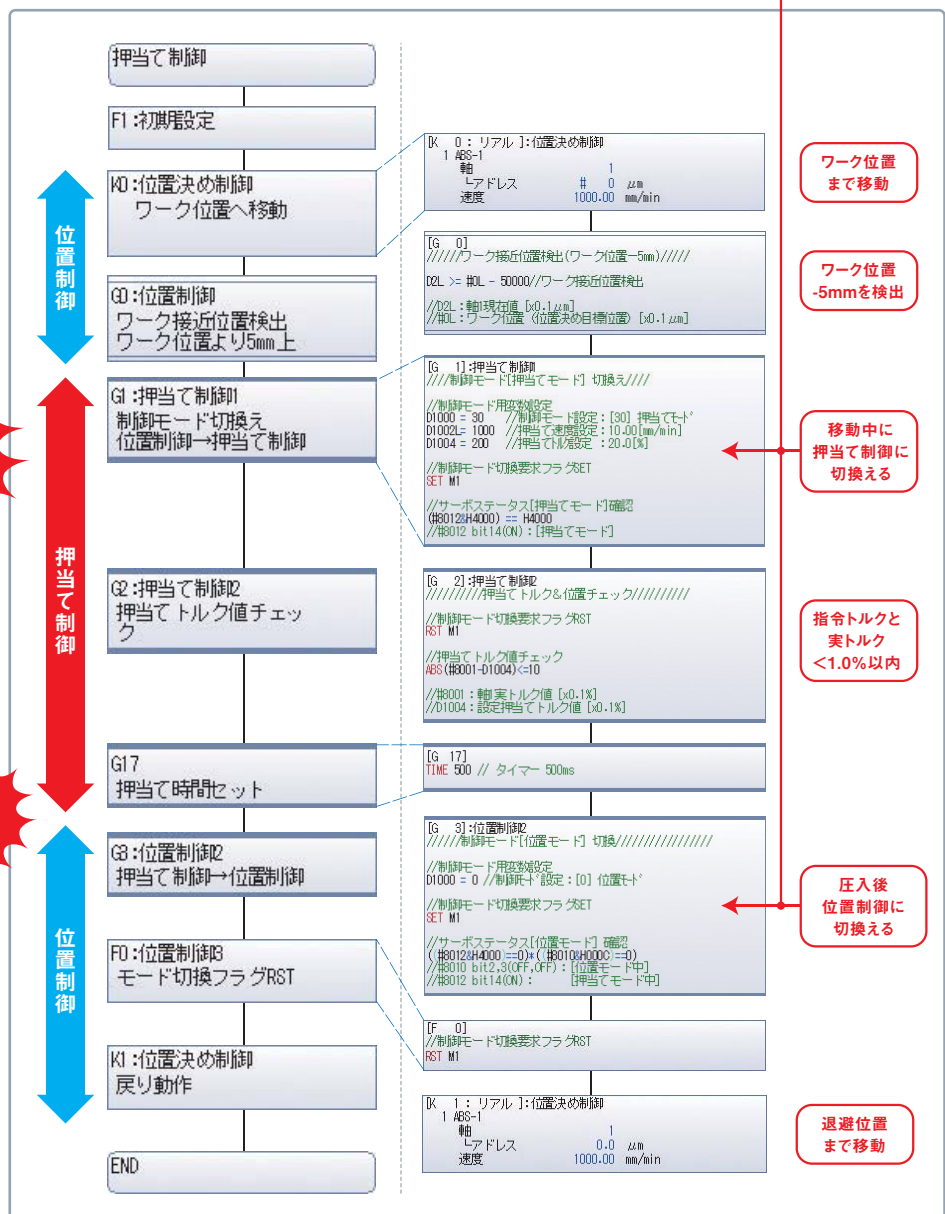 押当て制御
F1:初期設定
K0:位置決め制御
ワーク位置へ移動
G0:位置制御
ワーク接近位置検出
ワーク位置より5mm上
G1:押当て制御1
制御モード切換え
位置制御→押当て制御
G2:押当て制御2
押当てトルク値チェッ
ク
G17
押当て時間セット
G3:位置制御2
押当て制御→位置制御
F0:位置制御3
モード切換フラグRST
K1:位置決め制御
戻り動作
END
位置制御
押当て制御
位置制御
[K 0: リアル ]:位置決め制御
1 ABS-1
軸 1
└アドレス # 0 μm
速度 1000.00 mm/min
[G 0]
//////ワーク接近位置検出(ワーク位置-5mm)/////
D2L >= #0L - 50000//ワーク接近位置検出
//D2L:軸1現在値 [x0.1μm]
//#0L:ワーク位置 (位置決め目標位置) [x0.1μm]
[G 1]:押当て制御1
////制御モード[押当てモード] 切換え////
//制御モード用変数設定
D1000 = 30 //制御モード設定:[30] 押当てモード
D1002L= 1000 //押当て速度設定:10.00[mm/min]
D1004 = 200 //押当てトルク設定:20.0[%]
//制御モード切換要求フラグSET
SET M1
//サーボステータス[押当てモード]確認
(#8012&H4000) == H4000
//#8012 bit14(ON):[押当てモード]
[G 2]:押当て制御2
/////////押当てトルク&位置チェック//////////
//制御モード切換要求フラグRST
RST M1
//押当てトルク値チェック
ABS(#8001-D1004)<=10
//#8001:軸実トルク値 [x0.1%]
//D1004:設定押当てトルク値 [x0.1%]
[G 17]
TIME 500 // タイマー 500ms
[G 3]:位置制御2
//////制御モード[位置モード] 切換////////////////
//制御モード用変数設定
D1000 = 0 //制御モード設定:[0] 位置モード
//制御モード切換要求フラグSET
SET M1
//サーボステータス[位置モード] 確認
((#8012&H4000)==0)*((#8010&H000C)==0)
//#8010 bit2,3(OFF,OFF):[位置モード中]
//#8012 bit14(ON): [押当てモード中]
[F 0]
//制御モード切換要求フラグRST
RST M1
[K 1: リアル ]:位置決め制御
1 ABS-1
軸 1
└アドレス 0.0 μm
速度 1000.00 mm/min
ワーク位置
まで移動
ワーク位置
-5mmを検出
移動中に
押当て制御に
切換える
指令トルクと
実トルク
<1.0%以内
圧入後
位置制御に
切換える
退避位置
まで移動